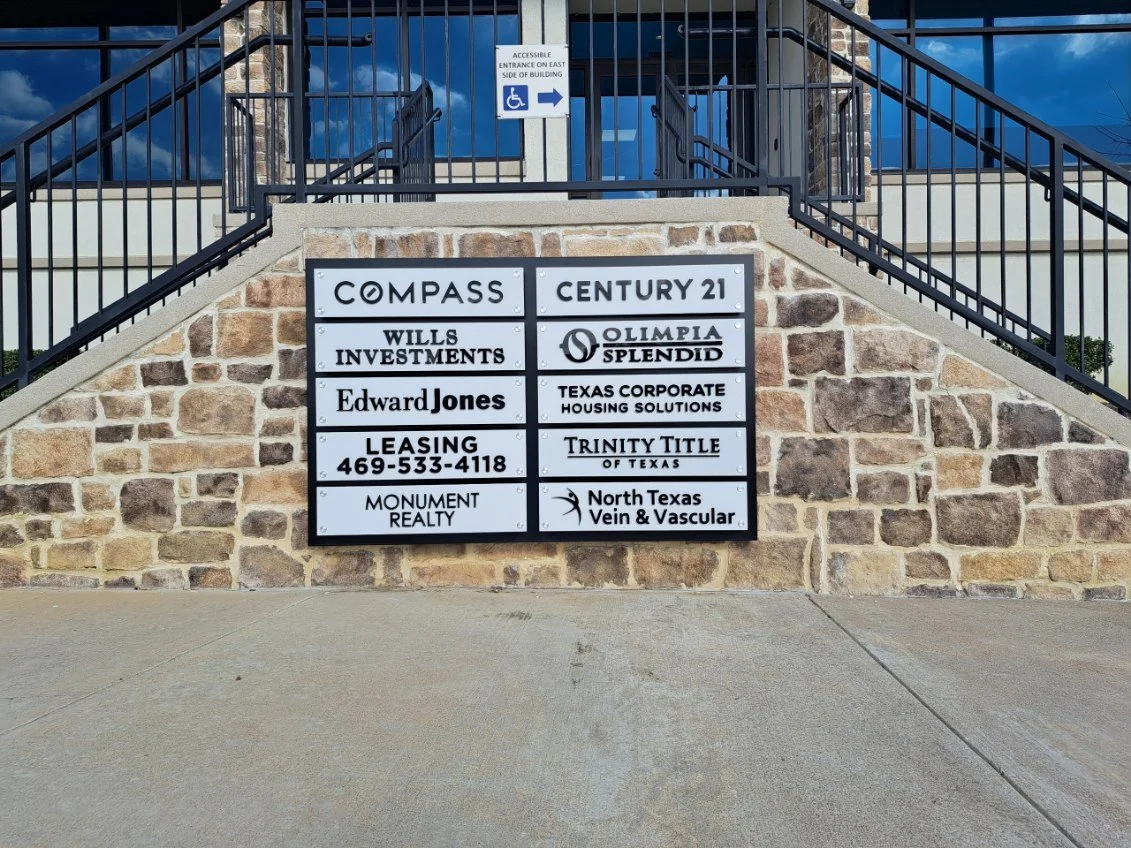 ACCESSIBLE
ENTRANCE ON EAST
SIDE OF BUILDING
COMPASS
WILLS
INVESTMENTS
Edward Jones
LEASING
469-533-4118
MONUMENT
REALTY
CENTURY 21
OLIMPIA
SPLENDID
TEXAS CORPORATE
HOUSING SOLUTIONS
TRINITY TITLE
OF TEXAS
North Texas
Vein & Vascular